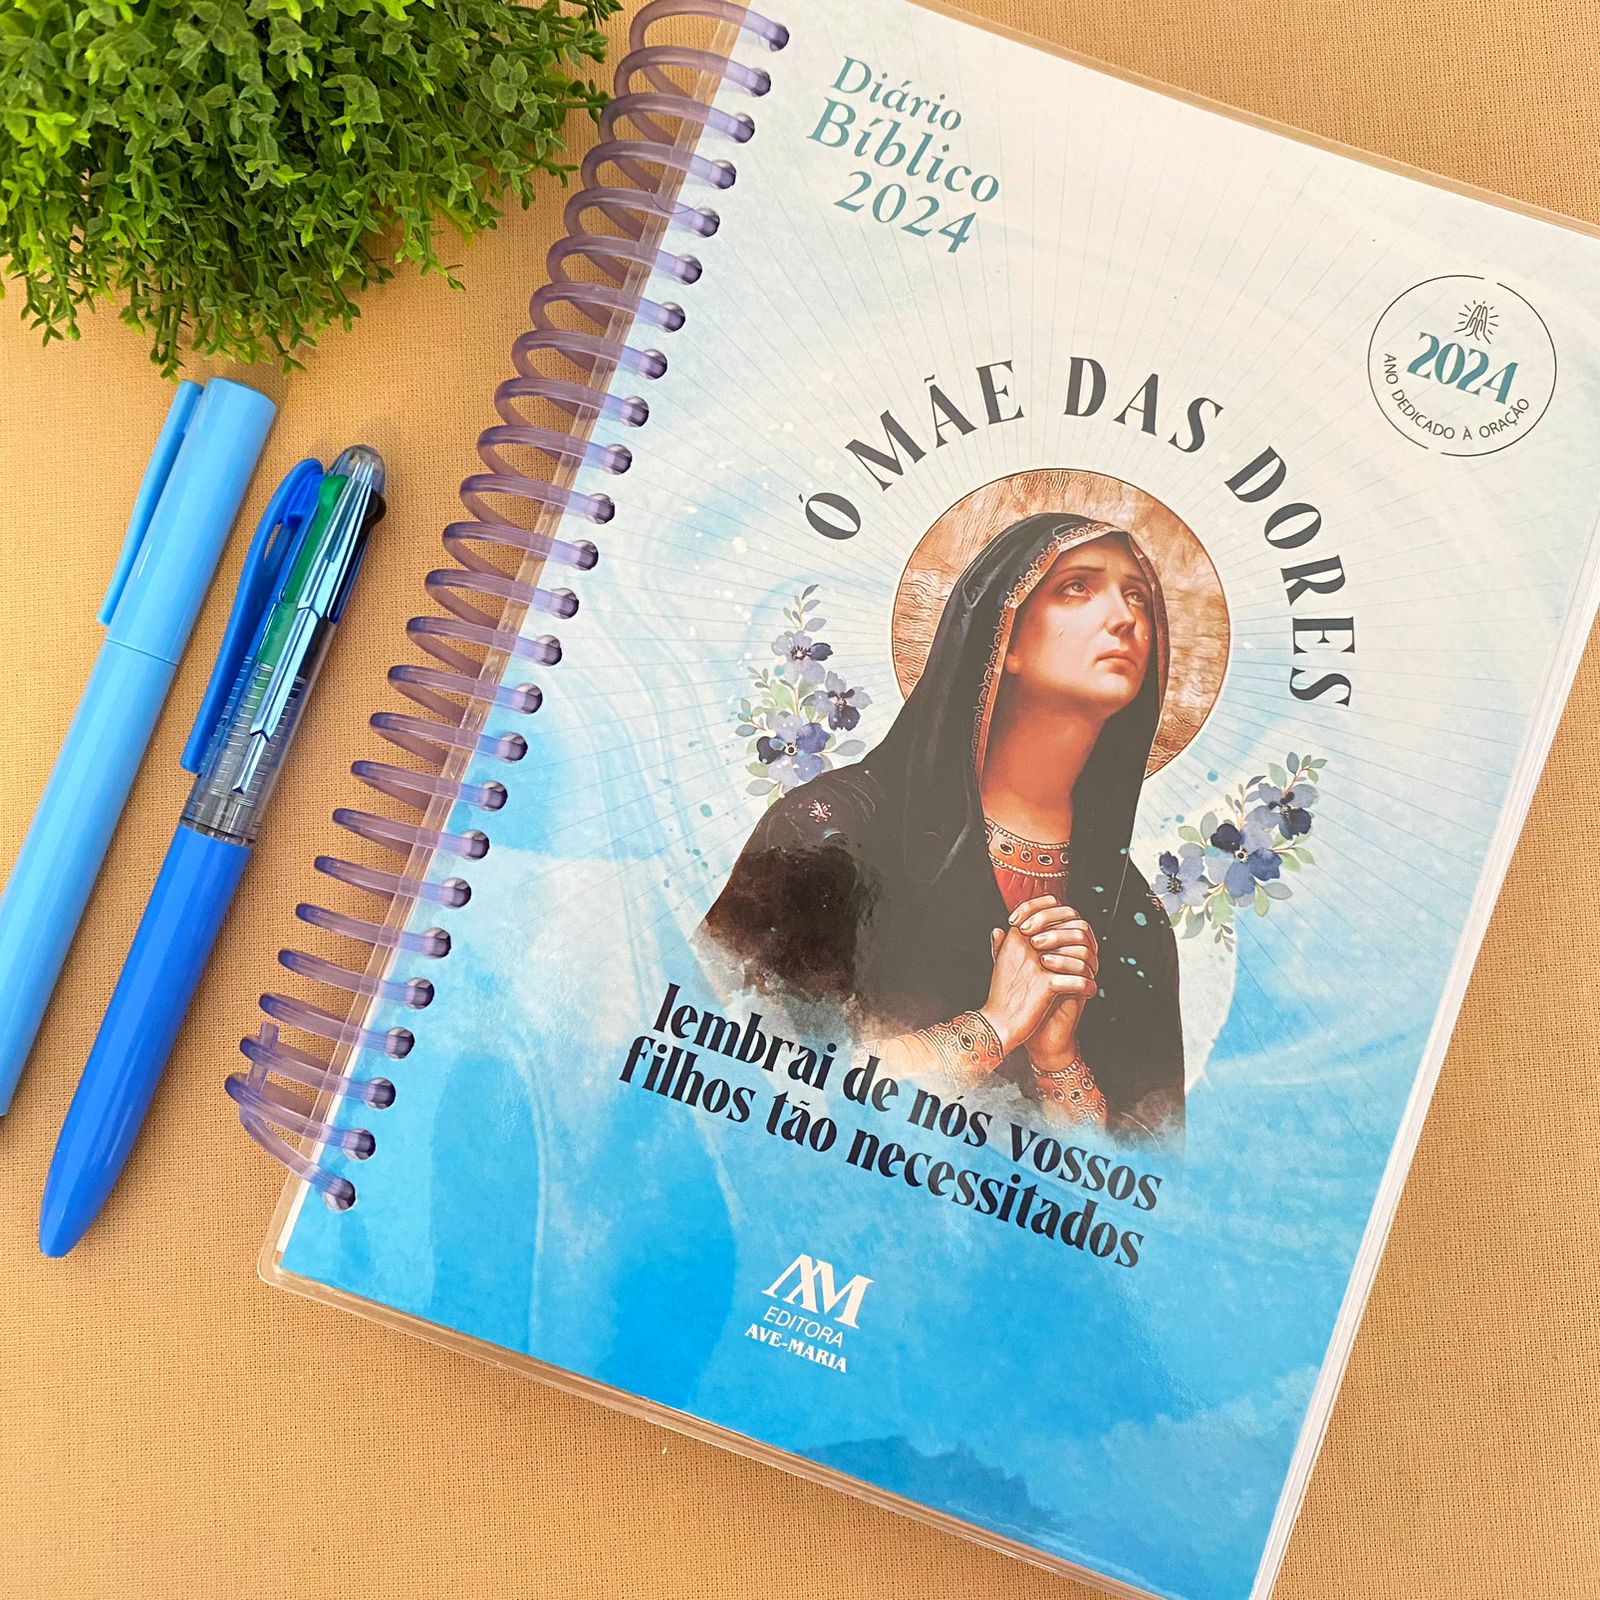 Diário
Bíblico
2024
2024
ANO DEDICADO À ORAÇÃO
Ó MÃE DAS DORES
lembrai de nós vossos
filhos tão necessitados
AM
EDITORA
AVE-MARIA